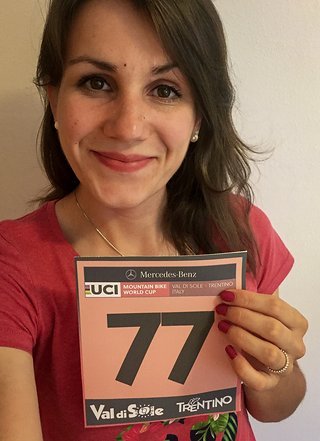 Mercedes-Benz
UCI MOUNTAIN BIKE VAL DI SOLE - TRENTINO
WORLD CUP ITALY
77
Val di Sole TRENTINO